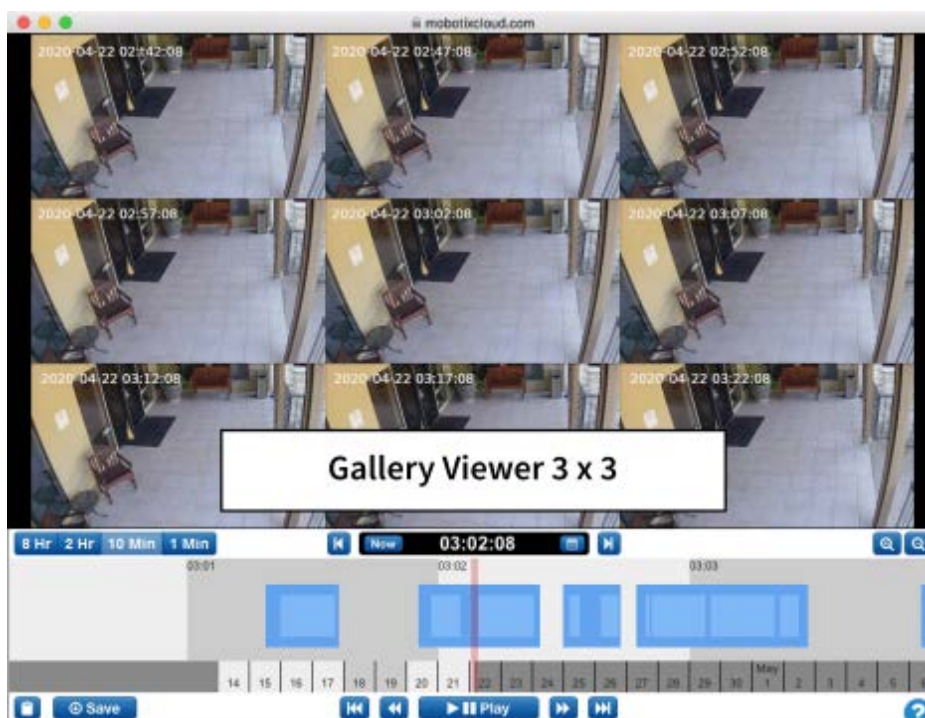 mobotixcloud.com
2020-04-22 02:42:08
2020-04-22 02:47:08
2020-04-22 02:52:08
2020-04-22 02:57:08
2020-04-22 03:02:08
2020-04-22 03:07:08
2020-04-22 03:12:08
2020-04-22 03:17:08
2020-04-22 03:22:08
Gallery Viewer 3 x 3
8 Hr 2 Hr 10 Min 1 Min
Now 03:02:08
03:01 03:02 03:03
May
14 15 16 17 18 19 20 21 22 23 24 25 26 27 28 29 30 1 2 3 4 5
Save Play ?